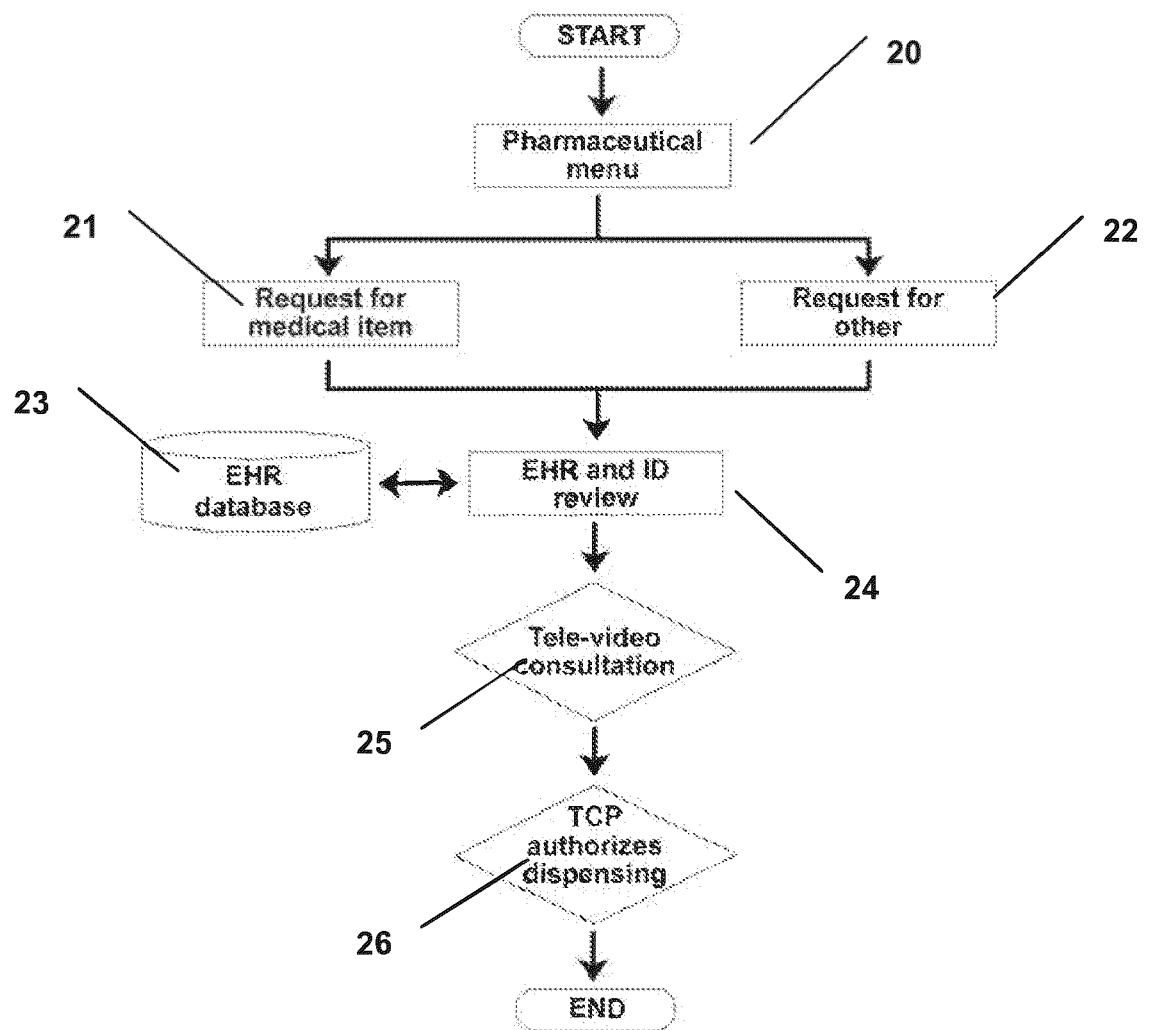 START
20
Pharmaceutical
menu
21
22
Request for
medical item
Request for
other
23
EHR
database
EHR and ID
review
24
Tele-video
consultation
25
TCP
authorizes
dispensing
26
END